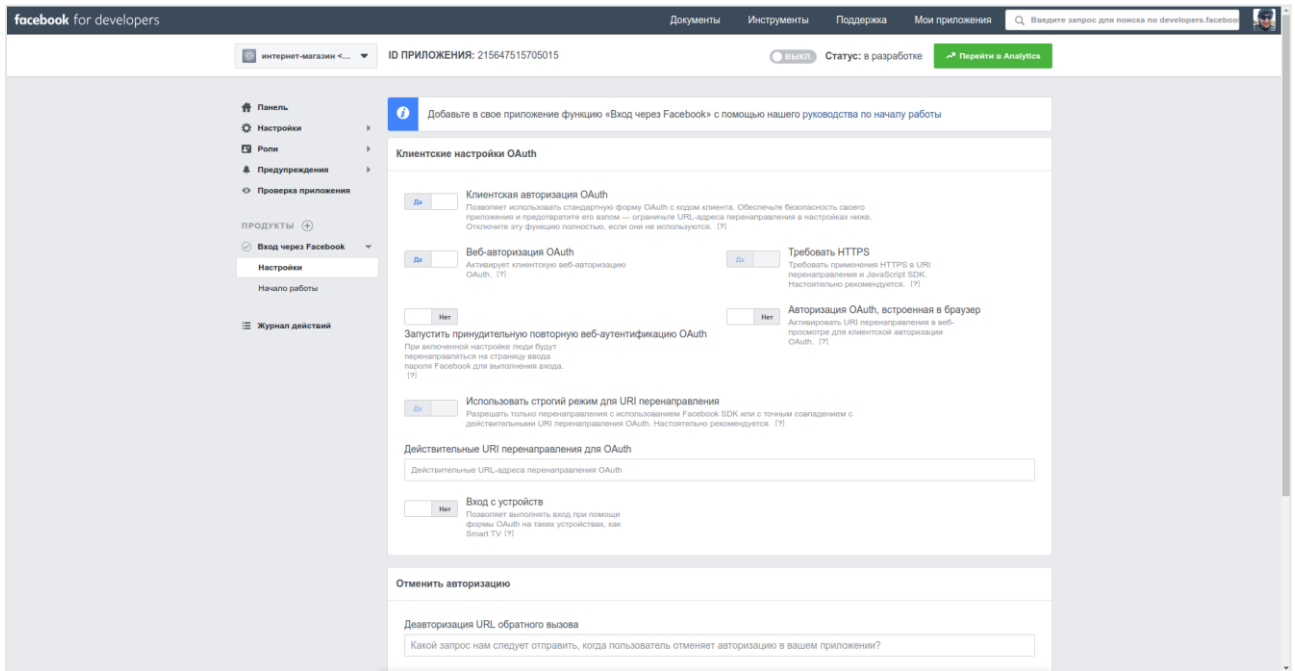 facebook for developers
Документы
Инструменты
Поддержка
Мои приложения
Введите запрос для поиска по developers.faceboo
интернет-магазин <...
ID ПРИЛОЖЕНИЯ: 215647515705015
ВЫКЛ.
Статус: в разработке
Перейти в Analytics
Панель
Настройки
Роли
Предупреждения
Проверка приложения
ПРОДУКТЫ
Вход через Facebook
Настройки
Начало работы
Журнал действий
Добавьте в свое приложение функцию «Вход через Facebook» с помощью нашего руководства по началу работы
Клиентские настройки OAuth
Да
Клиентская авторизация OAuth
Позволяет использовать стандартную форму OAuth с кодом клиента. Обеспечьте безопасность своего
приложения и предотвратите его взлом — ограничьте URL-адреса перенаправления в настройках ниже.
Отключите эту функцию полностью, если они не используются. [?]
Да
Веб-авторизация OAuth
Активирует клиентскую веб-авторизацию
OAuth. [?]
Да
Требовать HTTPS
Требовать применения HTTPS в URI
перенаправления и JavaScript SDK.
Настоятельно рекомендуется. [?]
Нет
Запустить принудительную повторную веб-аутентификацию OAuth
При включенной настройке люди будут
перенаправляться на страницу ввода
пароля Facebook для выполнения входа.
[?]
Нет
Авторизация OAuth, встроенная в браузер
Активировать URI перенаправления в веб-
просмотре для клиентской авторизации
OAuth. [?]
Да
Использовать строгий режим для URI перенаправления
Разрешать только перенаправления с использованием Facebook SDK или с точным совпадением с
действительными URI перенаправления OAuth. Настоятельно рекомендуется. [?]
Действительные URI перенаправления для OAuth
Действительные URL-адреса перенаправления OAuth
Нет
Вход с устройств
Позволяет выполнять вход при помощи
формы OAuth на таких устройствах, как
Smart TV [?]
Отменить авторизацию
Деавторизация URL обратного вызова
Какой запрос нам следует отправить, когда пользователь отменяет авторизацию в вашем приложении?